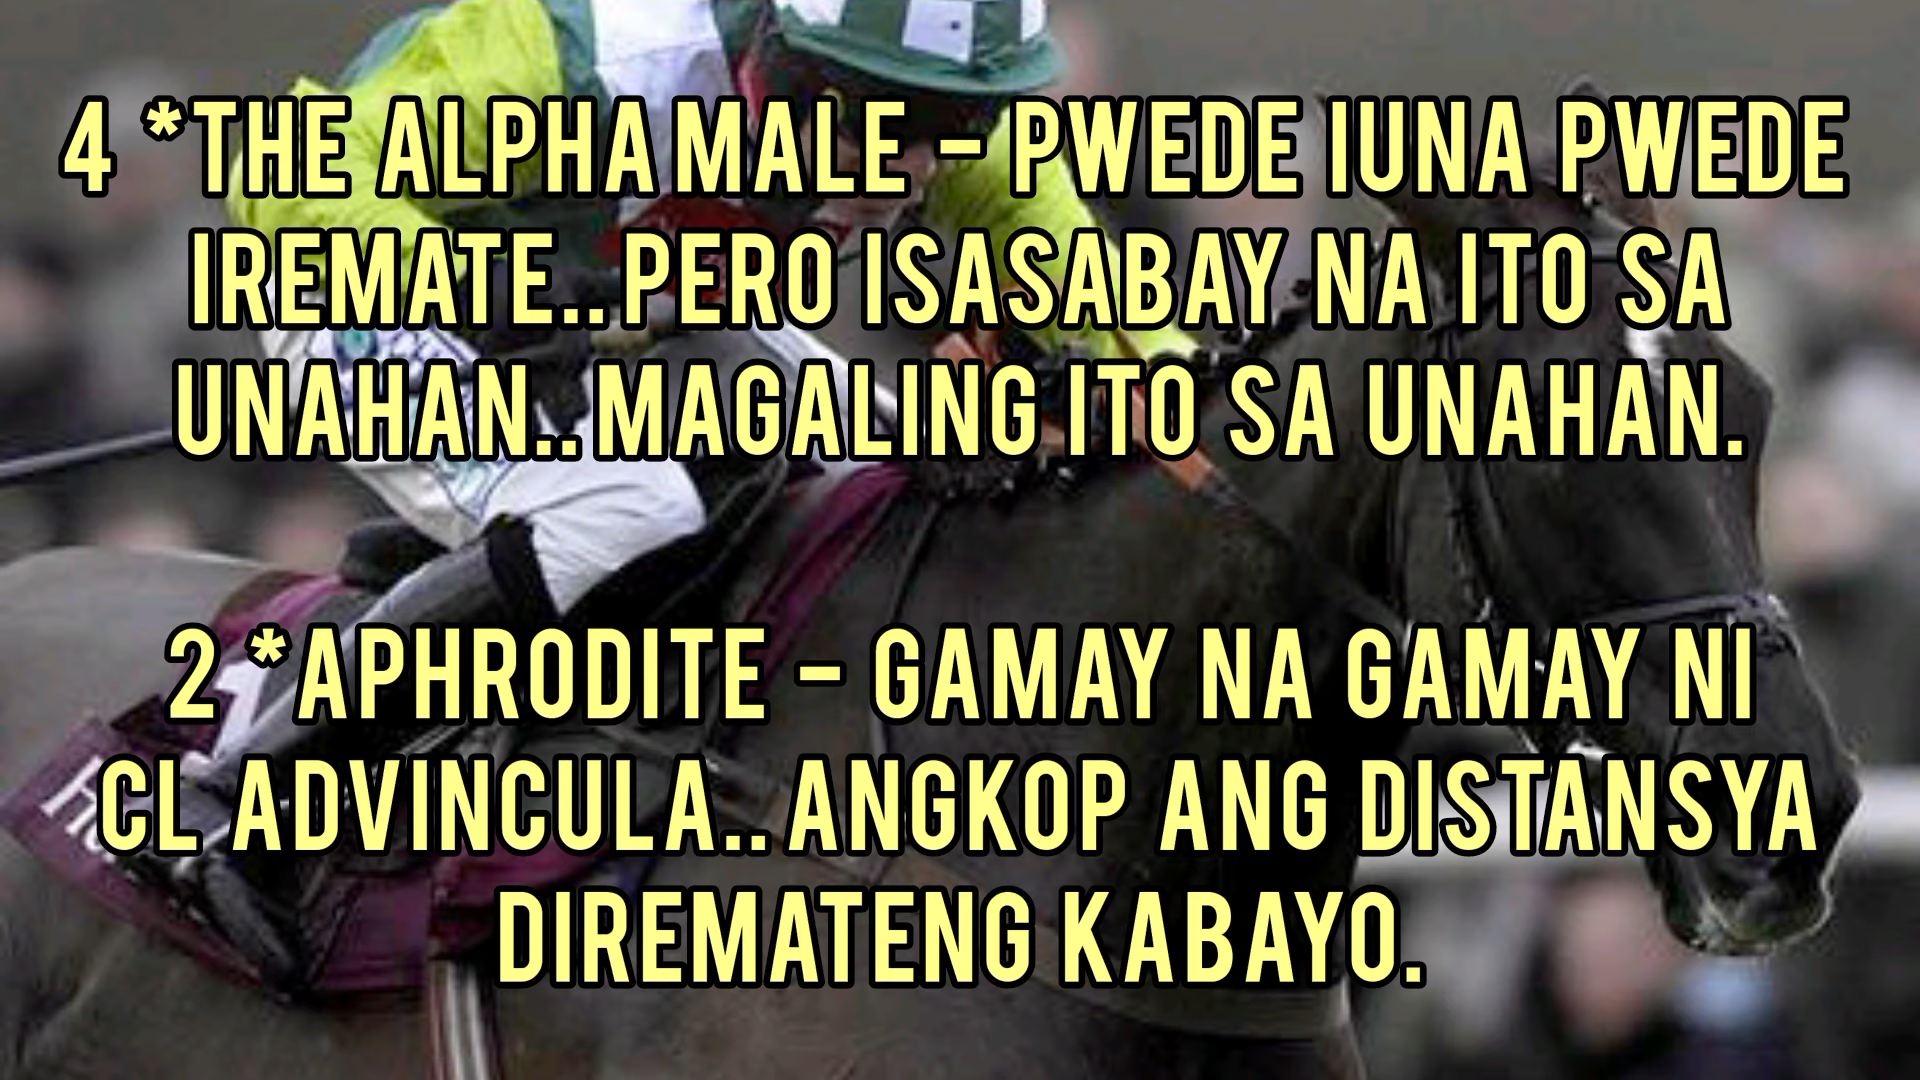 4 *THE ALPHA MALE – PWEDE IUNA PWEDE
IREMATE.. PERO ISASABAY NA ITO SA
UNAHAN.. MAGALING ITO SA UNAHAN.
2 *APHRODITE – GAMAY NA GAMAY NI
CL ADVINCULA.. ANGKOP ANG DISTANSYA
DIREMATENG KABAYO.